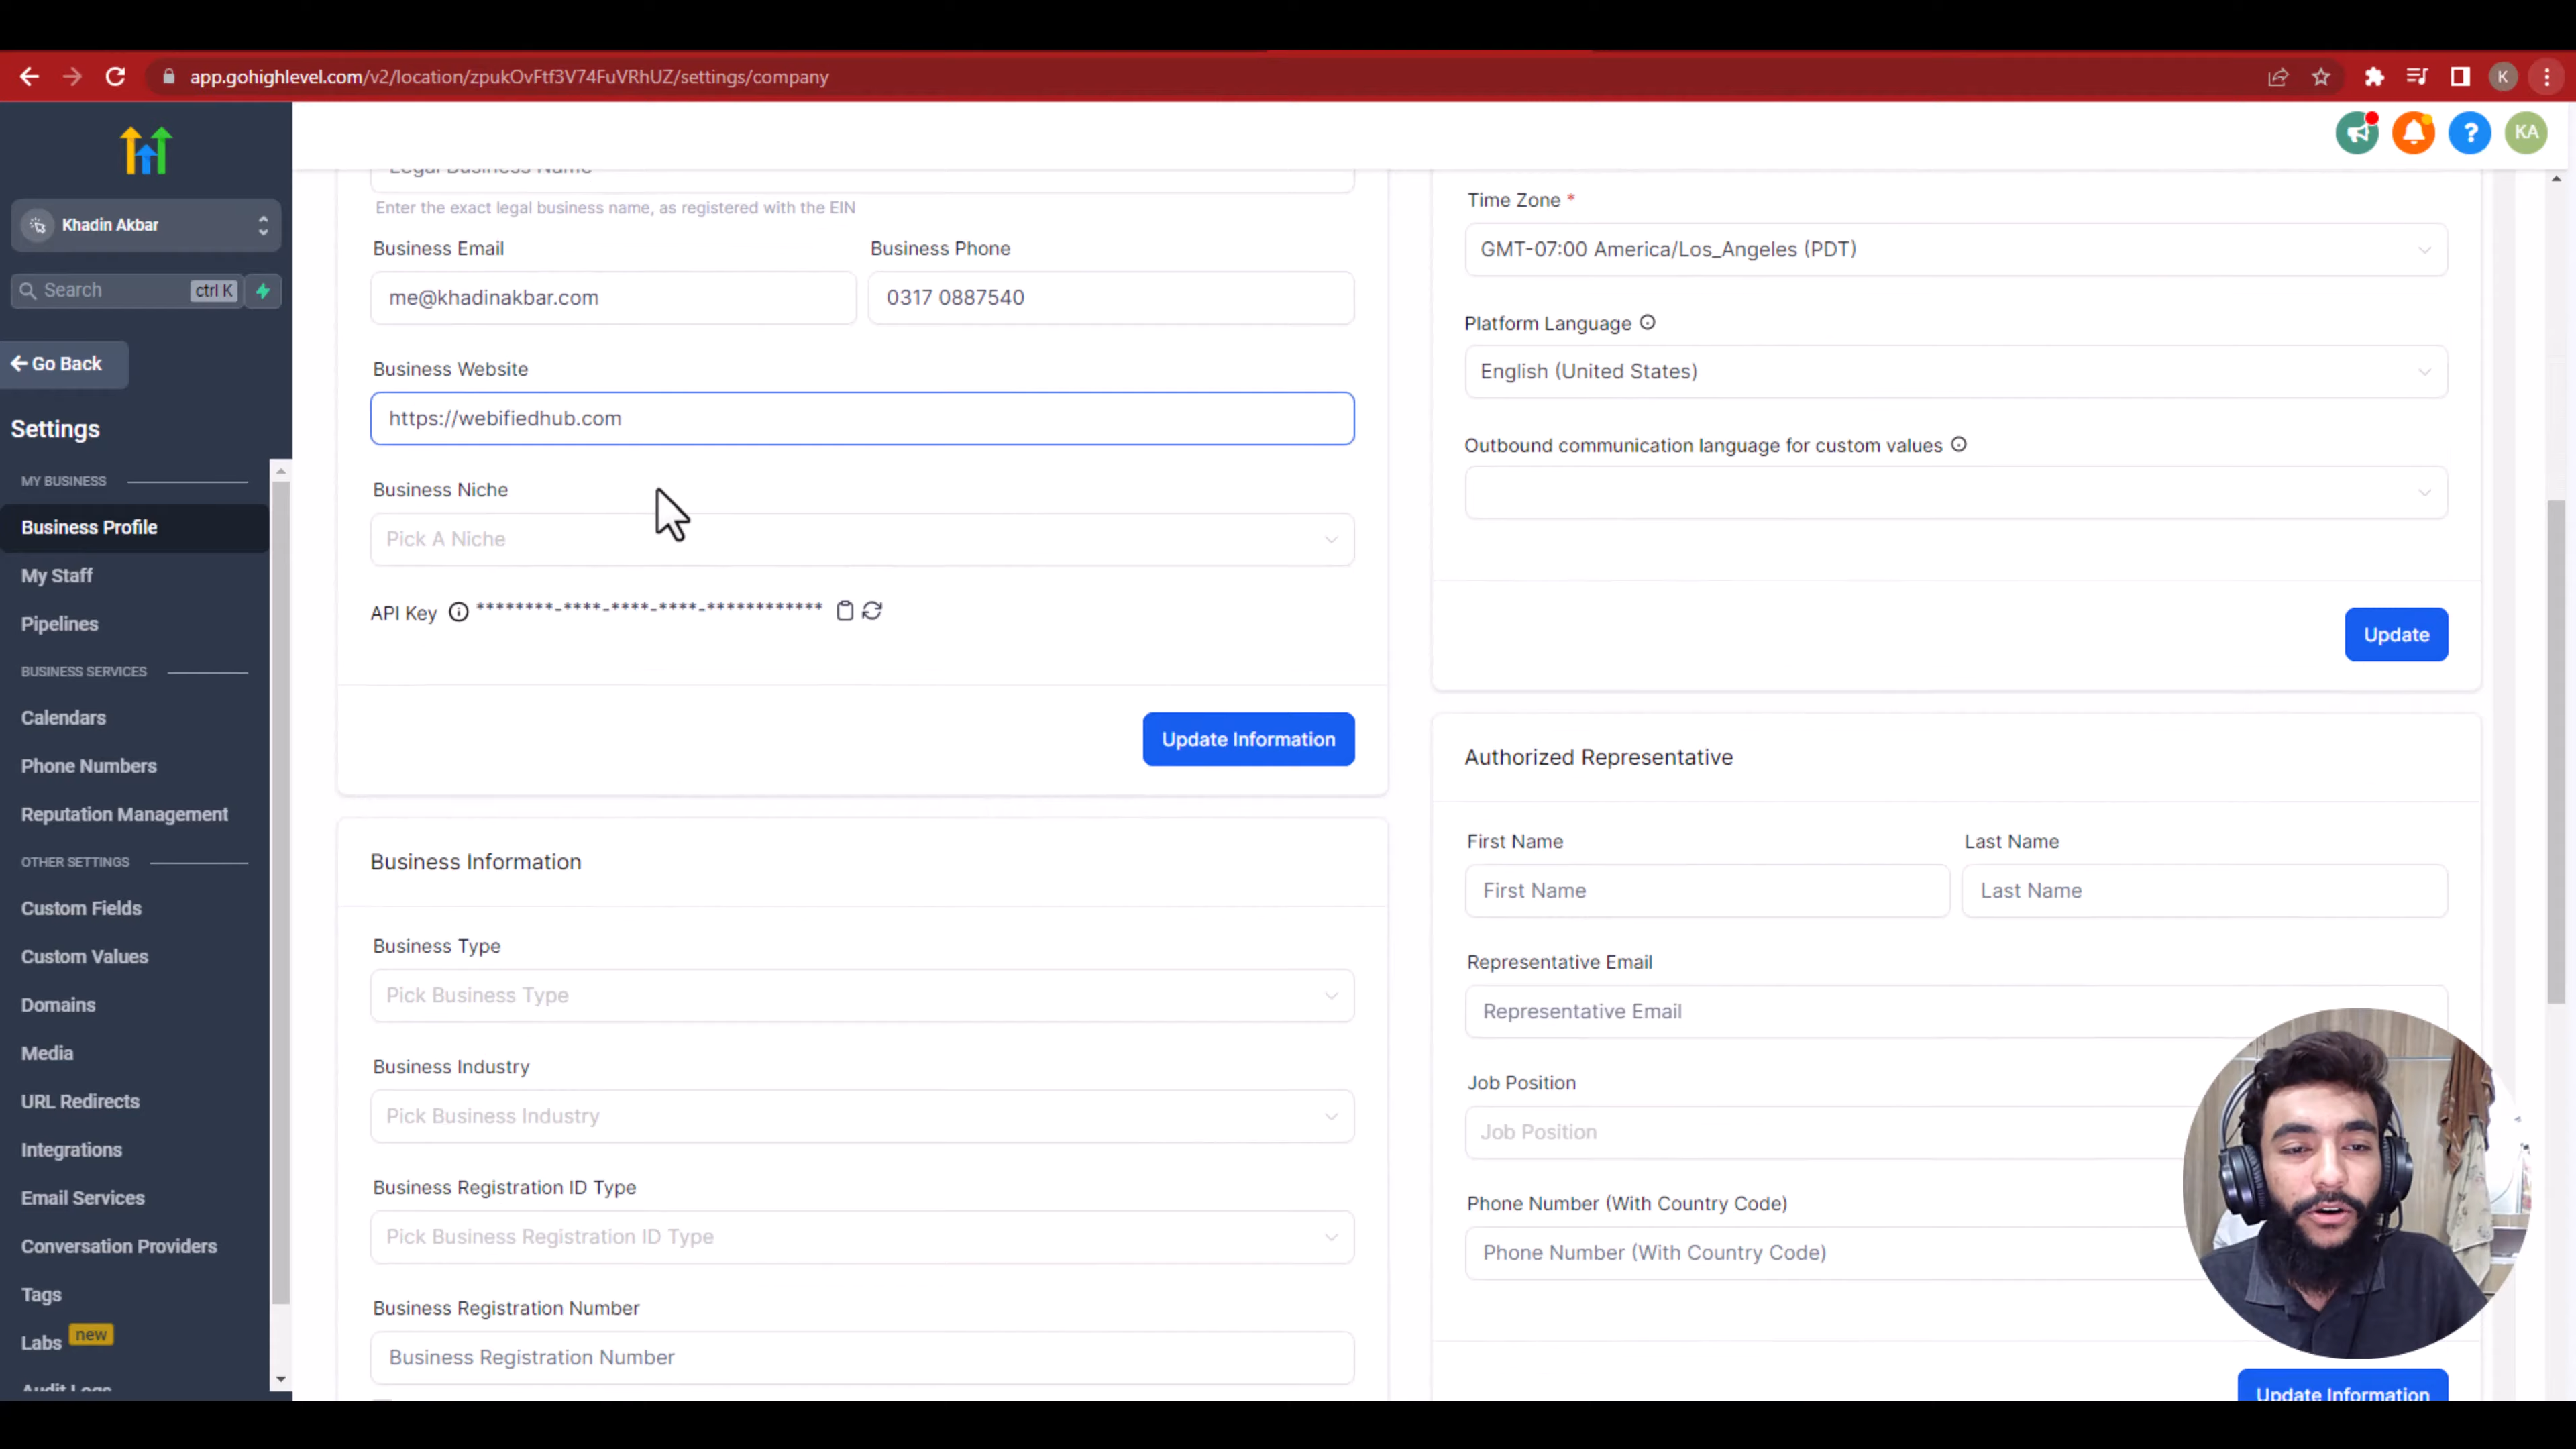 app.gohighlevel.com/v2/location/zpukOvFtf3V74FuVRhUZ/settings/company
K
KA
Khadin Akbar
Search ctrl K
Go Back
Settings
MY BUSINESS
Business Profile
My Staff
Pipelines
BUSINESS SERVICES
Calendars
Phone Numbers
Reputation Management
OTHER SETTINGS
Custom Fields
Custom Values
Domains
Media
URL Redirects
Integrations
Email Services
Conversation Providers
Tags
Labs new
Audit Logs
Legal Business Name
Enter the exact legal business name, as registered with the EIN
Business Email
me@khadinakbar.com
Business Phone
0317 0887540
Business Website
https://webifiedhub.com
Business Niche
Pick A Niche
API Key ********-****-****-****-************
Update Information
Business Information
Business Type
Pick Business Type
Business Industry
Pick Business Industry
Business Registration ID Type
Pick Business Registration ID Type
Business Registration Number
Business Registration Number
Time Zone *
GMT-07:00 America/Los_Angeles (PDT)
Platform Language
English (United States)
Outbound communication language for custom values
Update
Authorized Representative
First Name
First Name
Last Name
Last Name
Representative Email
Representative Email
Job Position
Job Position
Phone Number (With Country Code)
Phone Number (With Country Code)
Update Information